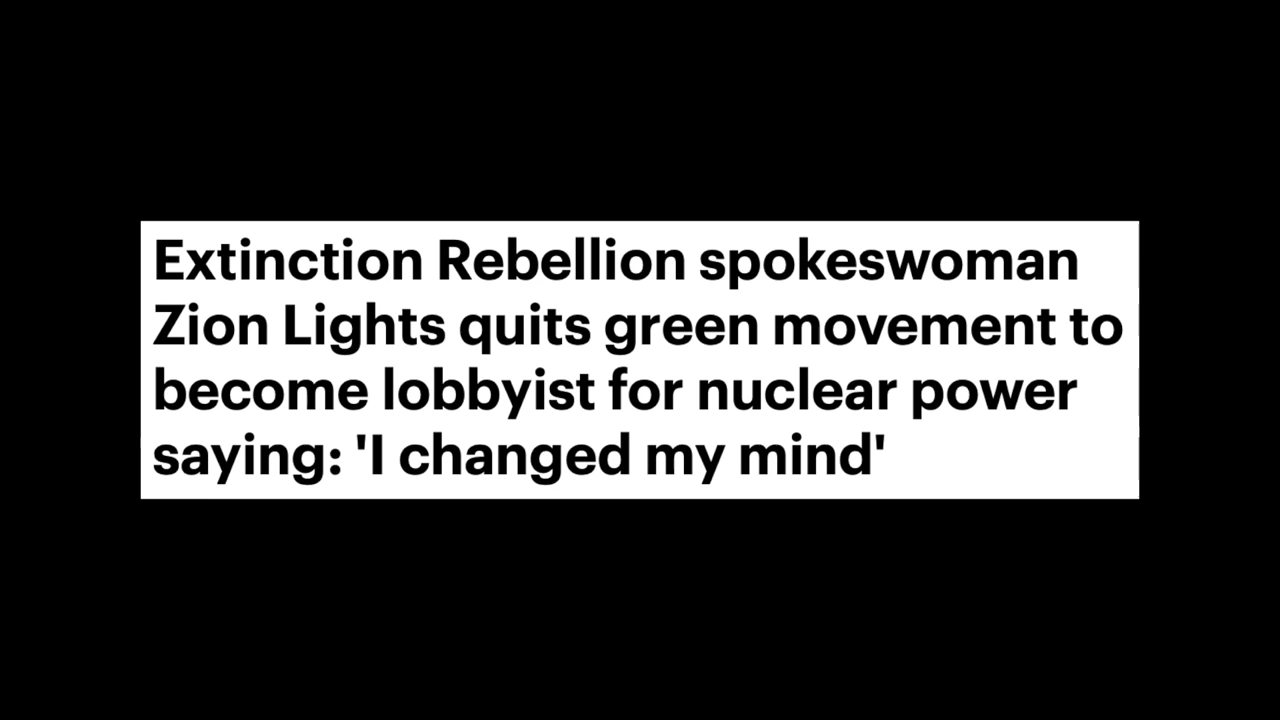 Extinction Rebellion spokeswoman
Zion Lights quits green movement to
become lobbyist for nuclear power
saying: 'I changed my mind'